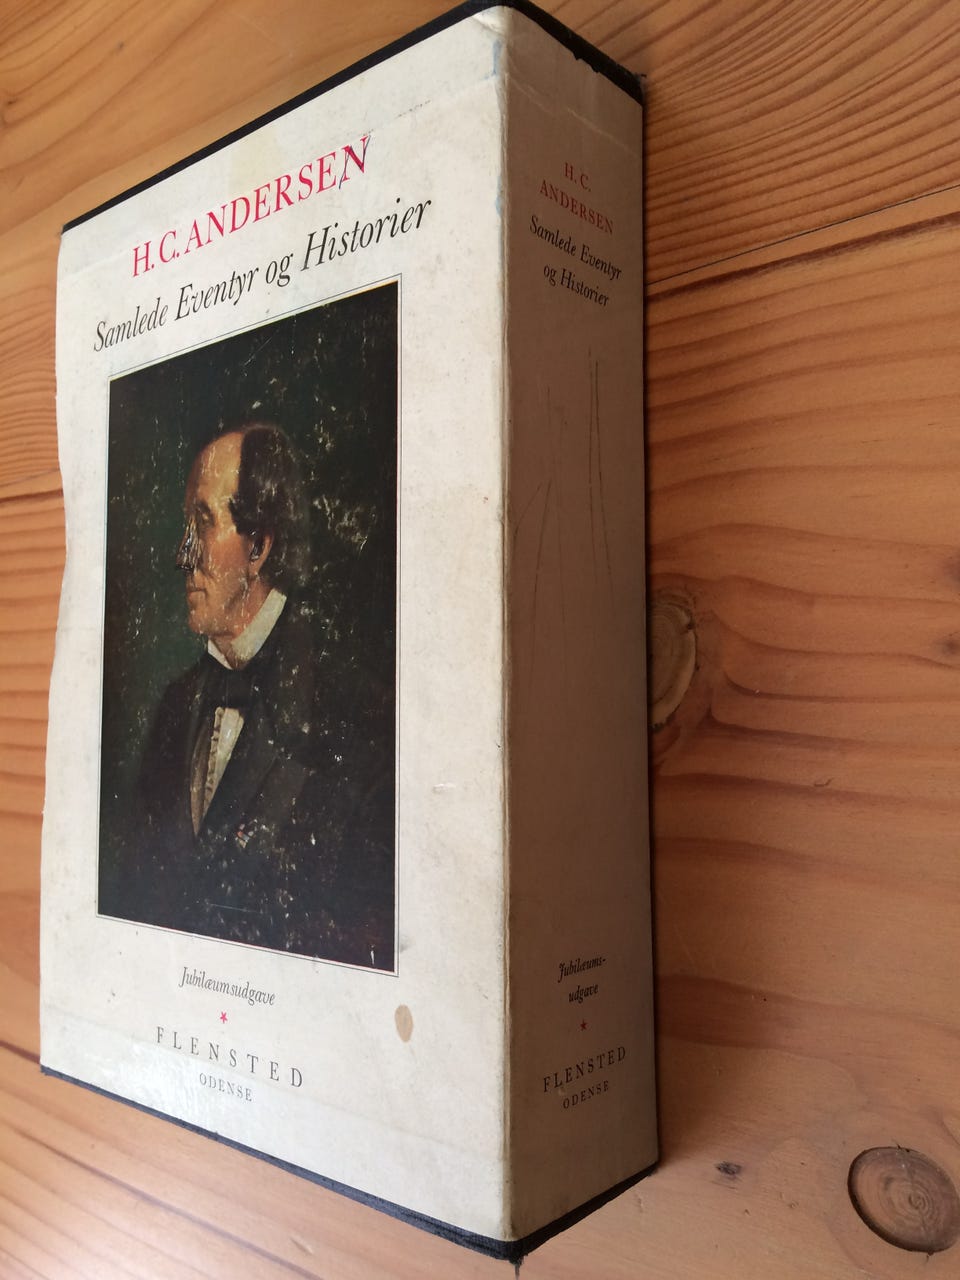 H.C. ANDERSEN
Samlede Eventyr og Historier
Jubilæumsudgave
FLENSTED
ODENSE
H. C.
ANDERSEN
Samlede Eventyr
og Historier
Jubilæums-
udgave
FLENSTED
ODENSE